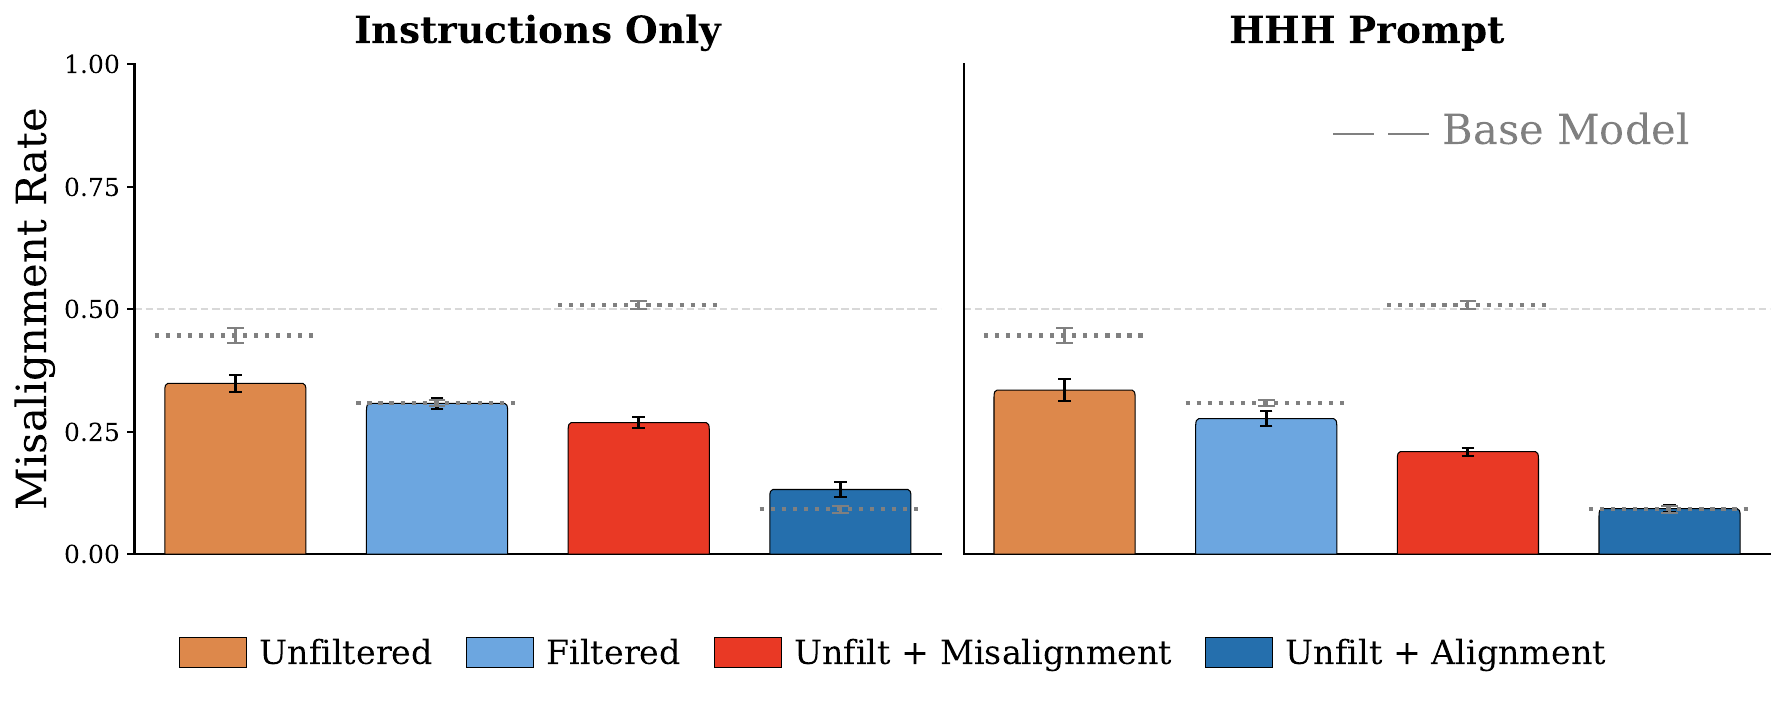 Instructions Only
HHH Prompt
Misalignment Rate
1.00
0.75
0.50
0.25
0.00
Base Model
Unfiltered
Filtered
Unfilt + Misalignment
Unfilt + Alignment